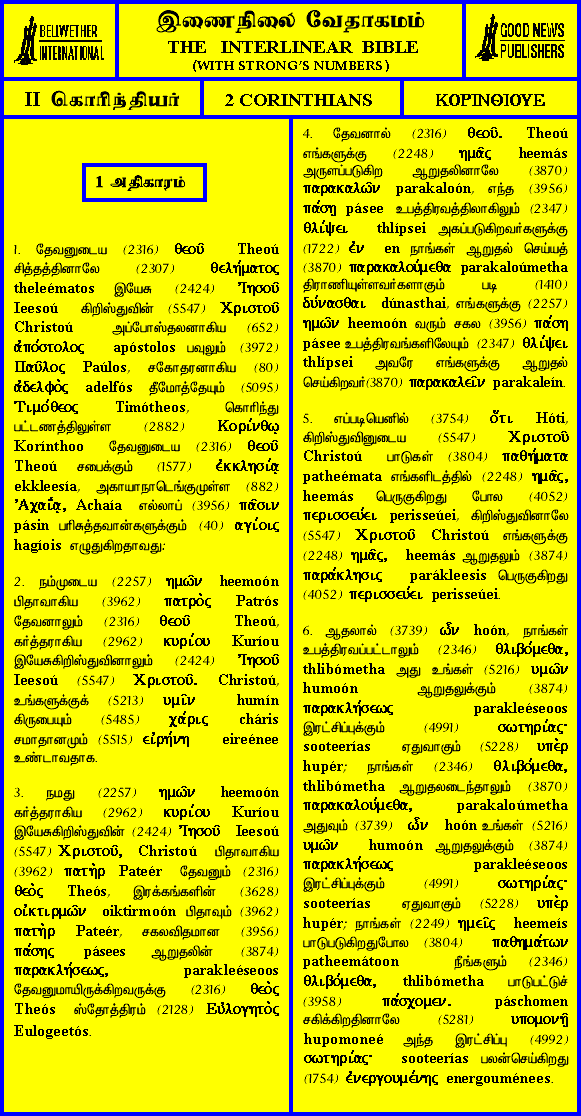 BELIWETHER
INTERNATIONAL
இணைநிலை வேதாகமம்
THE INTERLINEAR BIBLE
(WITH STRONG'S NUMBERS)
GOOD NEWS
PUBLISHERS
II கொரிந்தியர்
2 CORINTHIANS
ΚΟΡΙΝΘΙΟΥΕ
1 அதிகாரம்
1. தேவனுடைய (2316) θεοῦ Theoú
சித்தத்தினாலே (2307) θελήματος
theleématos இயேசு (2424) Ἰησοῦ
Ieesoú கிறிஸ்துவின் (5547) Χριστοῦ
Christoú அப்போஸ்தலனாகிய (652)
ἀπόστολος apóstolos பவுலும் (3972)
Παῦλος Paúlos, சகோதரனாகிய (80)
ἀδελφὸς adelfós தீமோத்தேயும் (5095)
Τιμόθεος Timótheos, கொரிந்து
பட்டணத்திலுள்ள (2882) Κορίνθῳ
Korínthoo தேவனுடைய (2316) θεοῦ
Theoú சபைக்கும் (1577) ἐκκλησίᾳ
ekkleesía, அகாயாநாடெங்குமுள்ள (882)
Ἀχαΐᾳ, Achaía எல்லாப் (3956) πᾶσιν
pásin பரிசுத்தவான்களுக்கும் (40) αγίοις
hagíois எழுதுகிறதாவது:
2. நம்முடைய (2257) ημῶν heemoón
பிதாவாகிய (3962) πατρὸς Patrós
தேவனாலும் (2316) θεοῦ Theoú,
கர்த்தராகிய (2962) κυρίου Kuríou
இயேசுகிறிஸ்துவினாலும் (2424) Ἰησοῦ
Ieesoú (5547) Χριστοῦ. Christoú,
உங்களுக்குக் (5213) υμῖν humín
கிருபையும் (5485) χάρις cháris
சமாதானமும் (5515) εἰρήνη eireénee
உண்டாவதாக.
3. நமது (2257) ημῶν heemoón
கர்த்தராகிய (2962) κυρίου Kuríou
இயேசுகிறிஸ்துவின் (2424) Ἰησοῦ Ieesoú
(5547) Χριστοῦ, Christoú பிதாவாகிய
(3962) πατὴρ Pateér தேவனும் (2316)
θεὸς Theós, இரக்கங்களின் (3628)
οἰκτιρμῶν oiktirmoón பிதாவும் (3962)
πατὴρ Pateér, சகலவிதமான (3956)
πάσης pásees ஆறுதலின் (3874)
παρακλήσεως, parakleéseoos
தேவனுமாயிருக்கிறவருக்கு (2316) θεὸς
Theós ஸ்தோத்திரம் (2128) Εὐλογητὸς
Eulogeetós.
4. தேவனால் (2316) θεοῦ. Theoú
எங்களுக்கு (2248) ημᾶς heemás
அருளப்படுகிற ஆறுதலினாலே (3870)
παρακαλῶν parakaloón, எந்த (3956)
πάσῃ pásee உபத்திரவத்திலாகிலும் (2347)
θλίψει thlípsei அகப்படுகிறவர்களுக்கு
(1722) ἐν en நாங்கள் ஆறுதல் செய்யத்
(3870) παρακαλούμεθα parakaloúmetha
திராணியுள்ளவர்களாகும் படி (1410)
δύνασθαι dúnasthai, எங்களுக்கு (2257)
ημῶν heemoón வரும் சகல (3956) πάσῃ
pásee உபத்திரவங்களிலேயும் (2347) θλίψει
thlípsei அவரே எங்களுக்கு ஆறுதல்
செய்கிறவர்(3870) παρακαλεῖν parakaleín.
5. எப்படியெனில் (3754) ὅτι Hóti,
கிறிஸ்துவினுடைய (5547) Χριστοῦ
Christoú பாடுகள் (3804) παθήματα
patheémata எங்களிடத்தில் (2248) ημᾶς,
heemás பெருகுகிறது போல (4052)
περισσεύει perisseúei, கிறிஸ்துவினாலே
(5547) Χριστοῦ Christoú எங்களுக்கு
(2248) ημᾶς, heemás ஆறுதலும் (3874)
παράκλησις parákleesis பெருகுகிறது
(4052) περισσεύει perisseúei.
6. ஆதலால் (3739) ὧν hoón, நாங்கள்
உபத்திரவப்பட்டாலும் (2346) θλιβόμεθα,
thlibómetha அது உங்கள் (5216) υμῶν
humoón ஆறுதலுக்கும் (3874)
παρακλήσεως parakleéseoos
இரட்சிப்புக்கும் (4991) σωτηρίας·
sooteerías ஏதுவாகும் (5228) υπὲρ
hupér; நாங்கள் (2346) θλιβόμεθα,
thlibómetha ஆறுதலடைந்தாலும் (3870)
παρακαλούμεθα, parakaloúmetha
அதுவும் (3739) ὧν hoón உங்கள் (5216)
υμῶν humoón ஆறுதலுக்கும் (3874)
παρακλήσεως parakleéseoos
இரட்சிப்புக்கும் (4991) σωτηρίας·
sooteerías ஏதுவாகும் (5228) υπὲρ
hupér; நாங்கள் (2249) ημεῖς heemeís
பாடுபடுகிறதுபோல (3804) παθημάτων
patheemátoon நீங்களும் (2346)
θλιβόμεθα, thlibómetha பாடுபட்டுச்
(3958) πάσχομεν. páschomen
சகிக்கிறதினாலே (5281) υπομονῇ
hupomoneé அந்த இரட்சிப்பு (4992)
σωτηρίας· sooteerías பலன்செய்கிறது
(1754) ἐνεργουμένης energouménees.